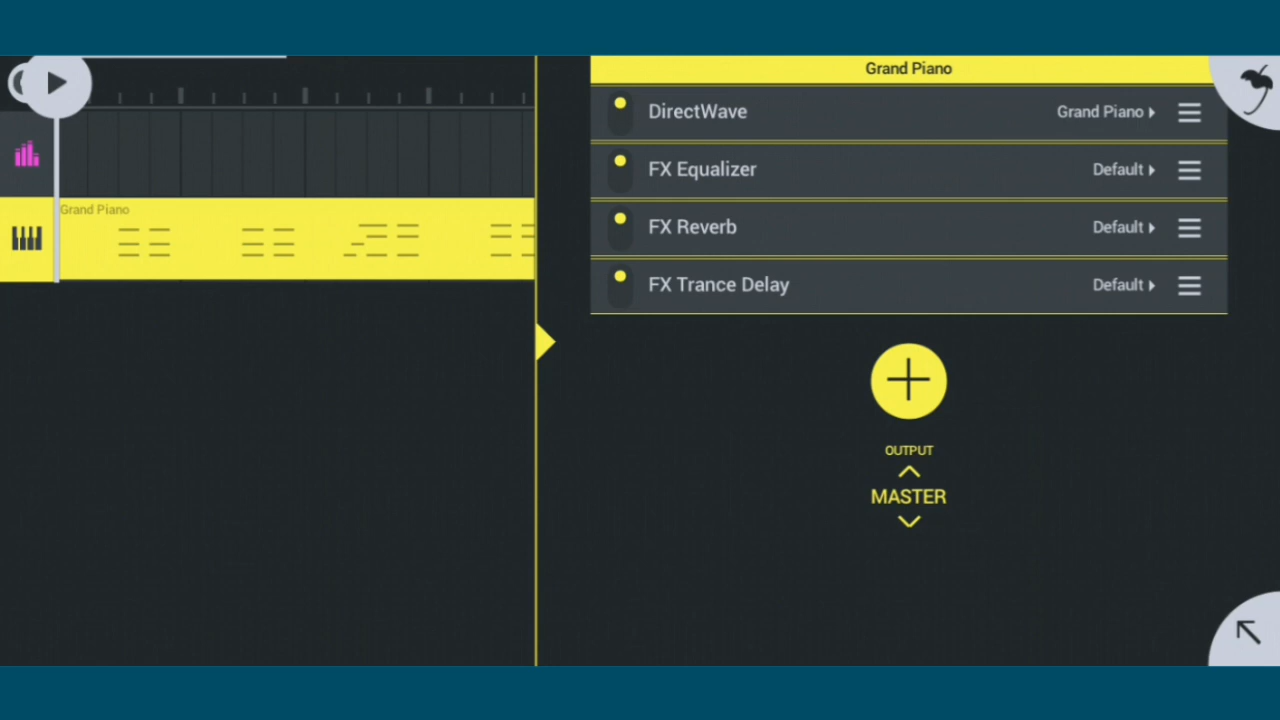 Grand Piano
Grand Piano
DirectWave
Grand Piano
FX Equalizer
Default
FX Reverb
Default
FX Trance Delay
Default
OUTPUT
MASTER